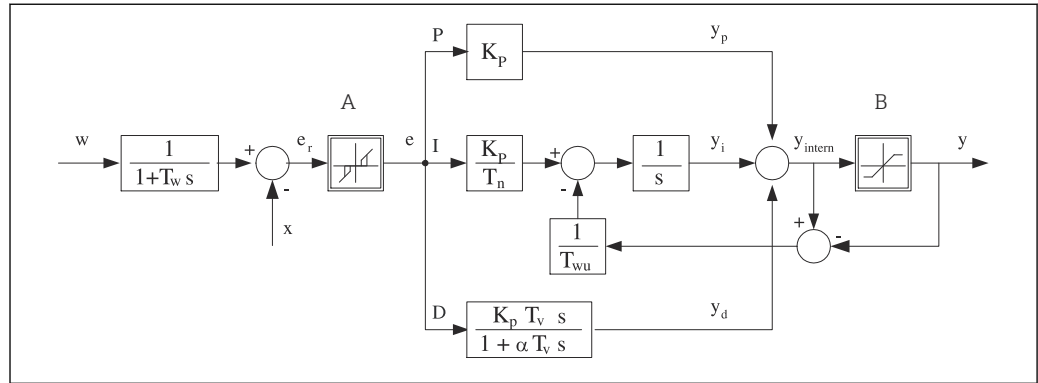 P
K_P
y_p
A
B
w
1
1+T_w s
+
-
x
e_r
e
I
K_P
T_n
+
-
1
s
y_i
y_intern
y
1
T_wu
+
-
D
K_p T_v s
1 + α T_v s
y_d